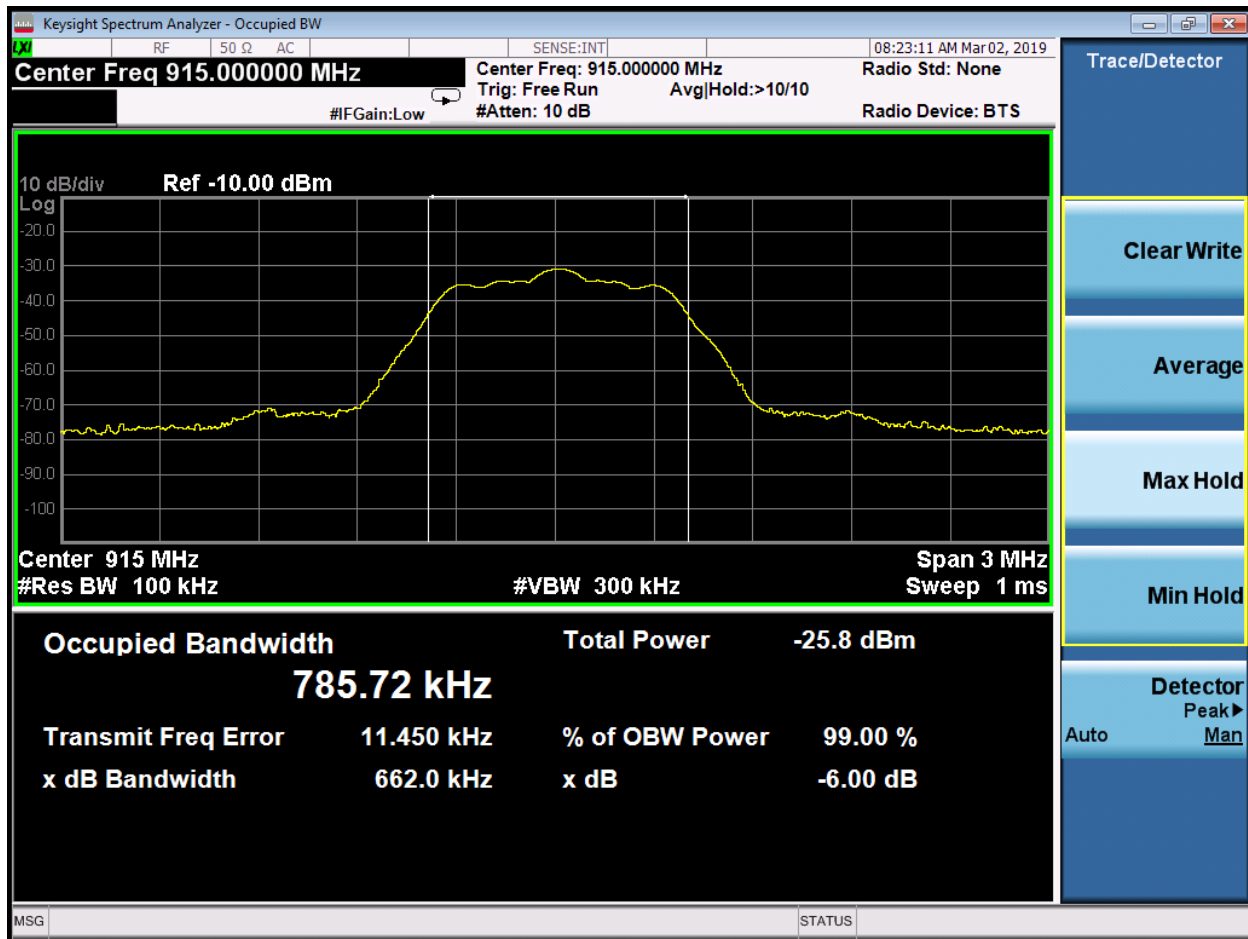 Keysight Spectrum Analyzer - Occupied BW
LXI RF 50 Ω AC SENSE:INT 08:23:11 AM Mar 02, 2019
Center Freq 915.000000 MHz
Center Freq: 915.000000 MHz
Radio Std: None
Trig: Free Run Avg|Hold:>10/10
#IFGain:Low
#Atten: 10 dB
Radio Device: BTS
10 dB/div Ref -10.00 dBm
Log
-20.0
-30.0
-40.0
-50.0
-60.0
-70.0
-80.0
-90.0
-100
Center 915 MHz Span 3 MHz
#Res BW 100 kHz #VBW 300 kHz Sweep 1 ms
Occupied Bandwidth Total Power -25.8 dBm
785.72 kHz
Transmit Freq Error 11.450 kHz % of OBW Power 99.00 %
x dB Bandwidth 662.0 kHz x dB -6.00 dB
MSG STATUS
Trace/Detector
Clear Write
Average
Max Hold
Min Hold
Detector
Peak▶
Auto Man